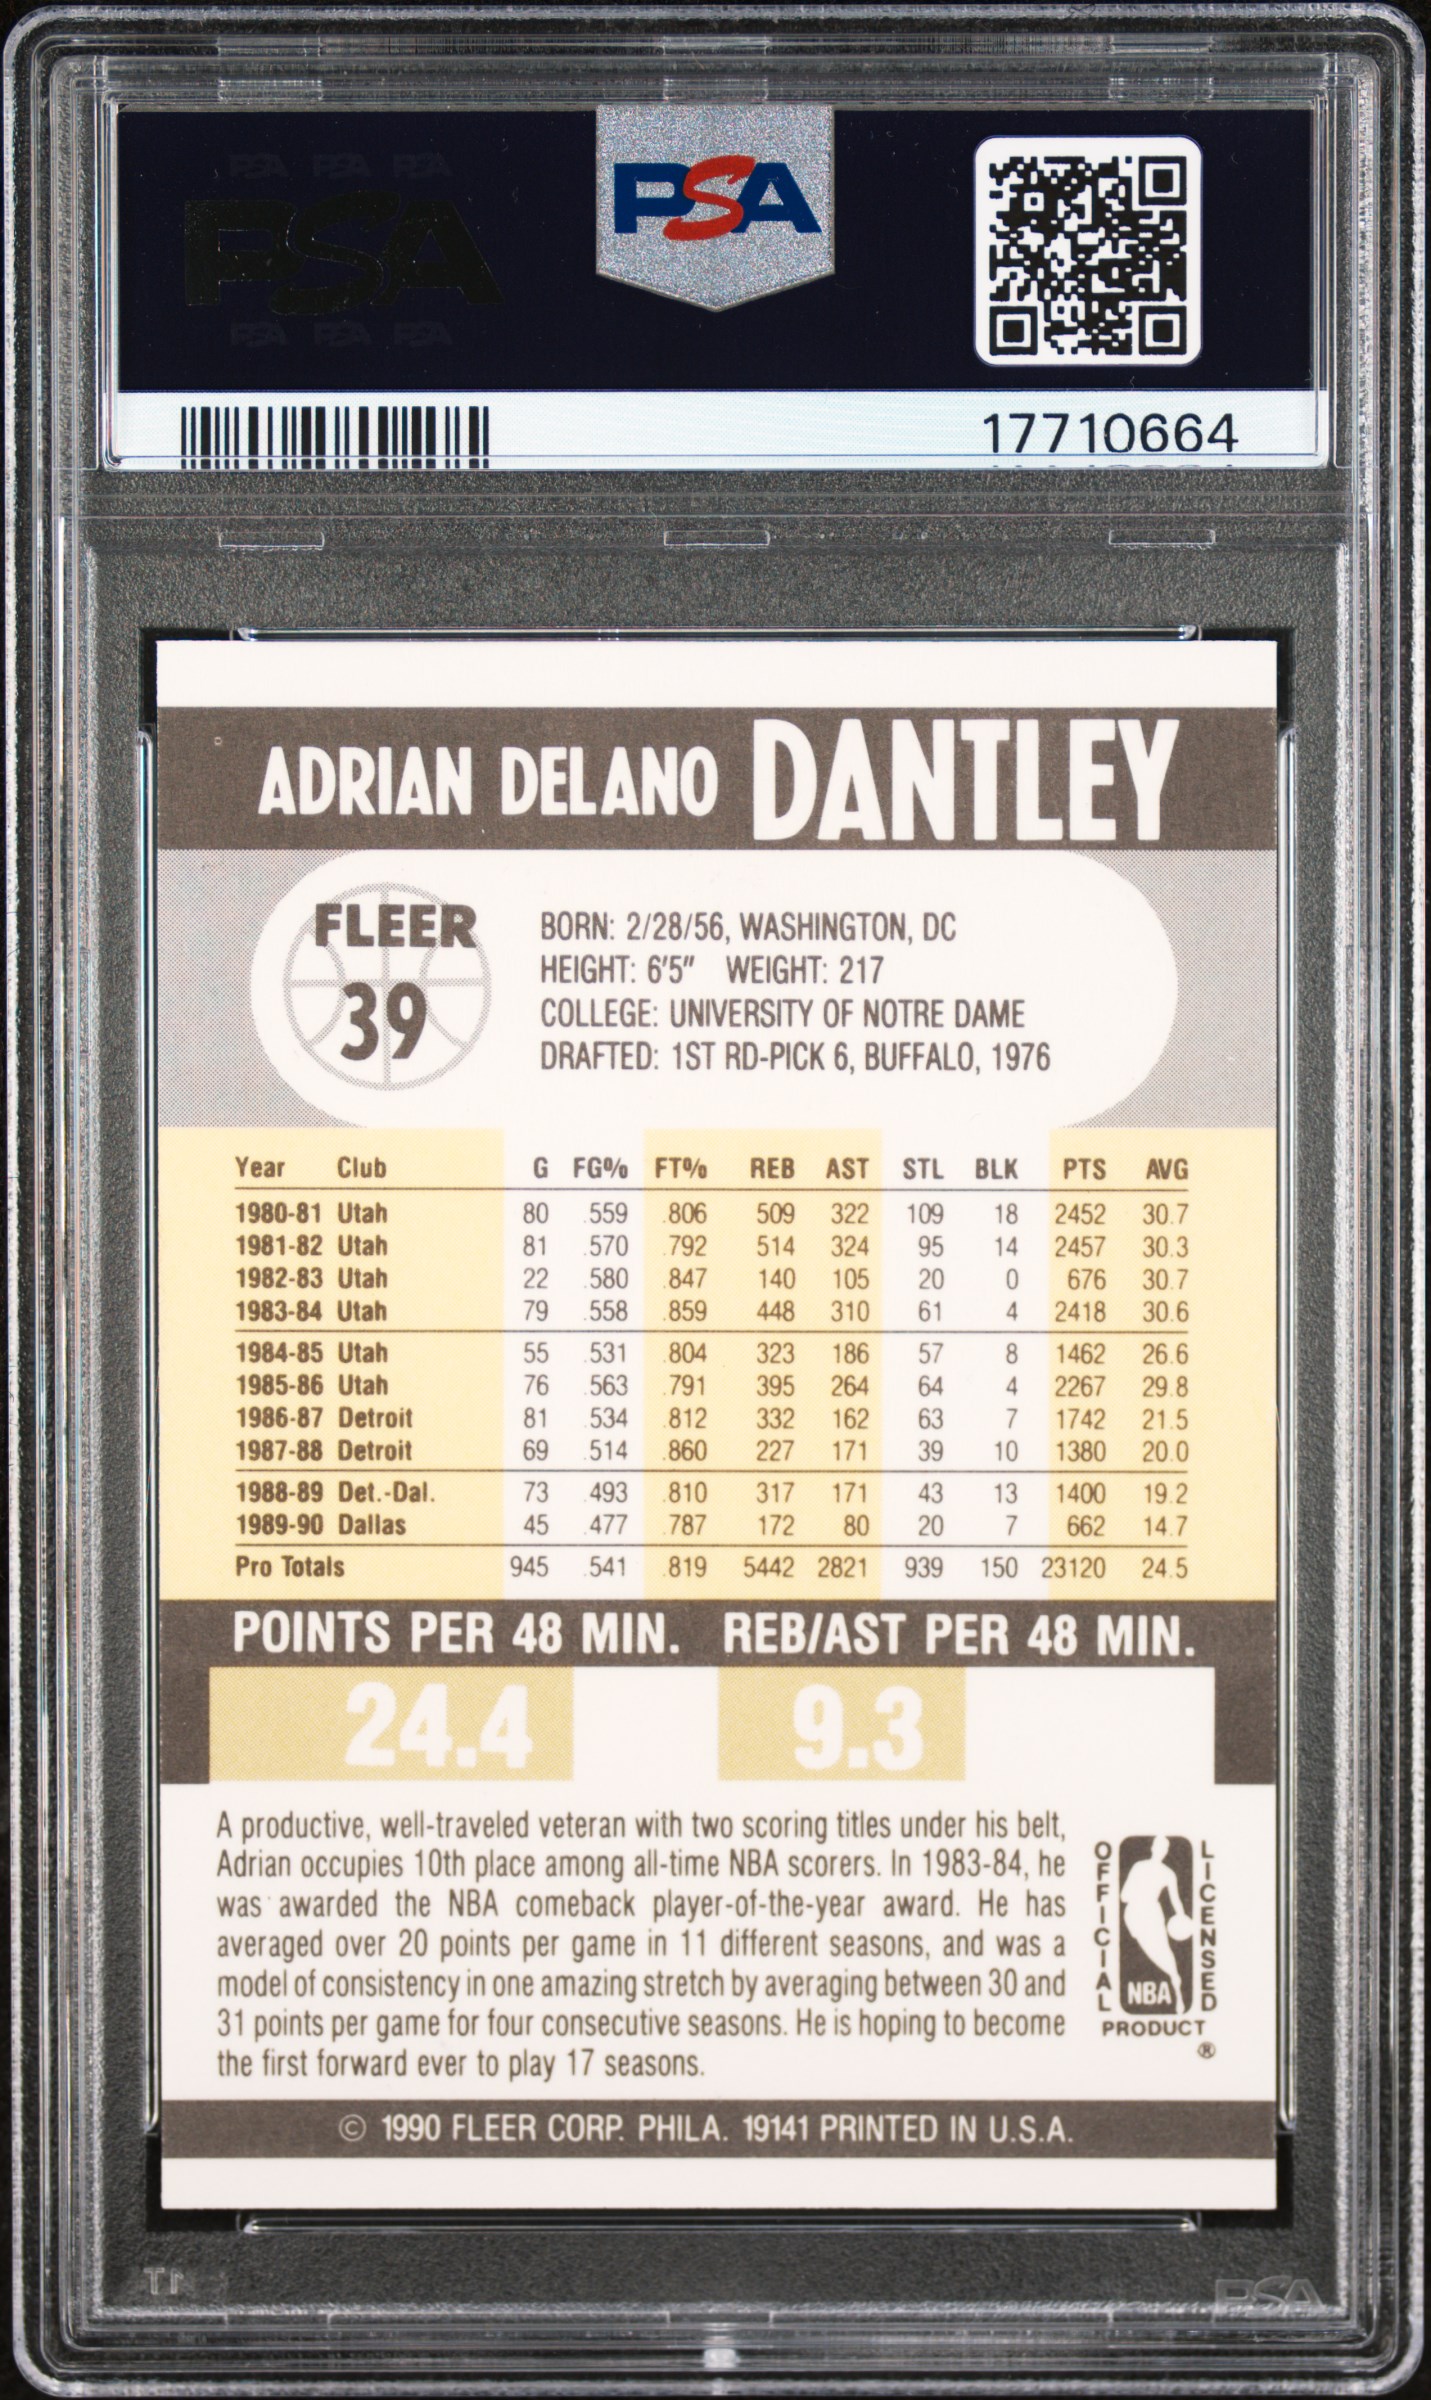 PSA PSA PSA
PSA
PSA PSA PSA
PSA
17710664
ADRIAN DELANO DANTLEY
FLEER
39
BORN: 2/28/56, WASHINGTON, DC
HEIGHT: 6'5" WEIGHT: 217
COLLEGE: UNIVERSITY OF NOTRE DAME
DRAFTED: 1ST RD-PICK 6, BUFFALO, 1976
Year Club G FG% FT% REB AST STL BLK PTS AVG
1980-81 Utah 80 .559 .806 509 322 109 18 2452 30.7
1981-82 Utah 81 .570 .792 514 324 95 14 2457 30.3
1982-83 Utah 22 .580 .847 140 105 20 0 676 30.7
1983-84 Utah 79 .558 .859 448 310 61 4 2418 30.6
1984-85 Utah 55 .531 .804 323 186 57 8 1462 26.6
1985-86 Utah 76 .563 .791 395 264 64 4 2267 29.8
1986-87 Detroit 81 .534 .812 332 162 63 7 1742 21.5
1987-88 Detroit 69 .514 .860 227 171 39 10 1380 20.0
1988-89 Det.-Dal. 73 .493 .810 317 171 43 13 1400 19.2
1989-90 Dallas 45 .477 .787 172 80 20 7 662 14.7
Pro Totals 945 .541 .819 5442 2821 939 150 23120 24.5
POINTS PER 48 MIN. REB/AST PER 48 MIN.
24.4 9.3
A productive, well-traveled veteran with two scoring titles under his belt,
Adrian occupies 10th place among all-time NBA scorers. In 1983-84, he
was awarded the NBA comeback player-of-the-year award. He has
averaged over 20 points per game in 11 different seasons, and was a
model of consistency in one amazing stretch by averaging between 30 and
31 points per game for four consecutive seasons. He is hoping to become
the first forward ever to play 17 seasons.
OFFICIAL LICENSED
NBA
PRODUCT
®
© 1990 FLEER CORP. PHILA. 19141 PRINTED IN U.S.A.
PSA